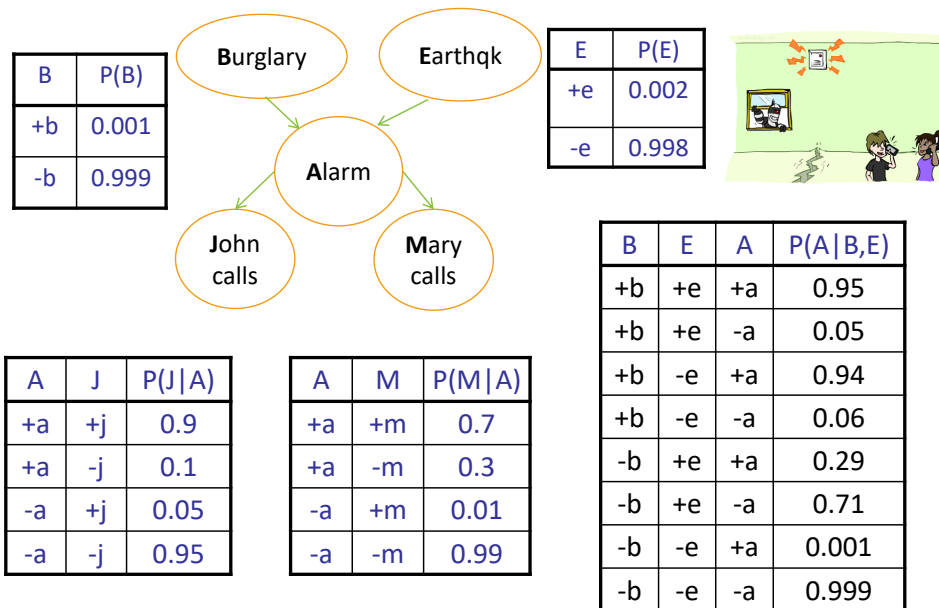 Burglary
Earthqk
Alarm
John
calls
Mary
calls
B P(B)
+b 0.001
-b 0.999
E P(E)
+e 0.002
-e 0.998
A J P(J|A)
+a +j 0.9
+a -j 0.1
-a +j 0.05
-a -j 0.95
A M P(M|A)
+a +m 0.7
+a -m 0.3
-a +m 0.01
-a -m 0.99
B E A P(A|B,E)
+b +e +a 0.95
+b +e -a 0.05
+b -e +a 0.94
+b -e -a 0.06
-b +e +a 0.29
-b +e -a 0.71
-b -e +a 0.001
-b -e -a 0.999